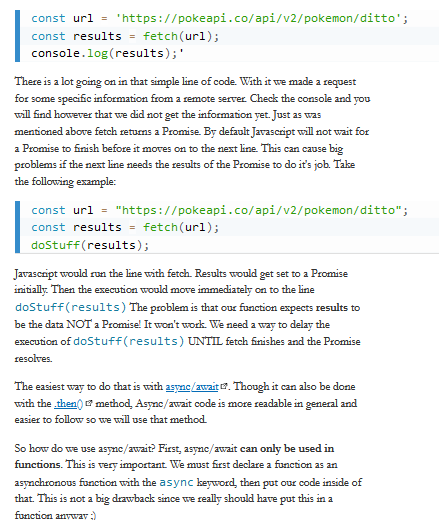 const url = 'https://pokeapi.co/api/v2/pokemon/ditto';
const results = fetch(url);
console.log(results);'
There is a lot going on in that simple line of code. With it we made a request
for some specific information from a remote server. Check the console and you
will find however that we did not get the information yet. Just as was
mentioned above fetch returns a Promise. By default Javascript will not wait for
a Promise to finish before it moves on to the next line. This can cause big
problems if the next line needs the results of the Promise to do it's job. Take
the following example:
const url = "https://pokeapi.co/api/v2/pokemon/ditto";
const results = fetch(url);
doStuff(results);
Javascript would run the line with fetch. Results would get set to a Promise
initially. Then the execution would move immediately on to the line
doStuff(results) The problem is that our function expects results to
be the data NOT a Promise! It won't work. We need a way to delay the
execution of doStuff(results) UNTIL fetch finishes and the Promise
resolves.
The easiest way to do that is with async/await. Though it can also be done
with the .then() method, Async/await code is more readable in general and
easier to follow so we will use that method.
So how do we use async/await? First, async/await can only be used in
functions. This is very important. We must first declare a function as an
asynchronous function with the async keyword, then put our code inside of
that. This is not a big drawback since we really should have put this in a
function anyway :)